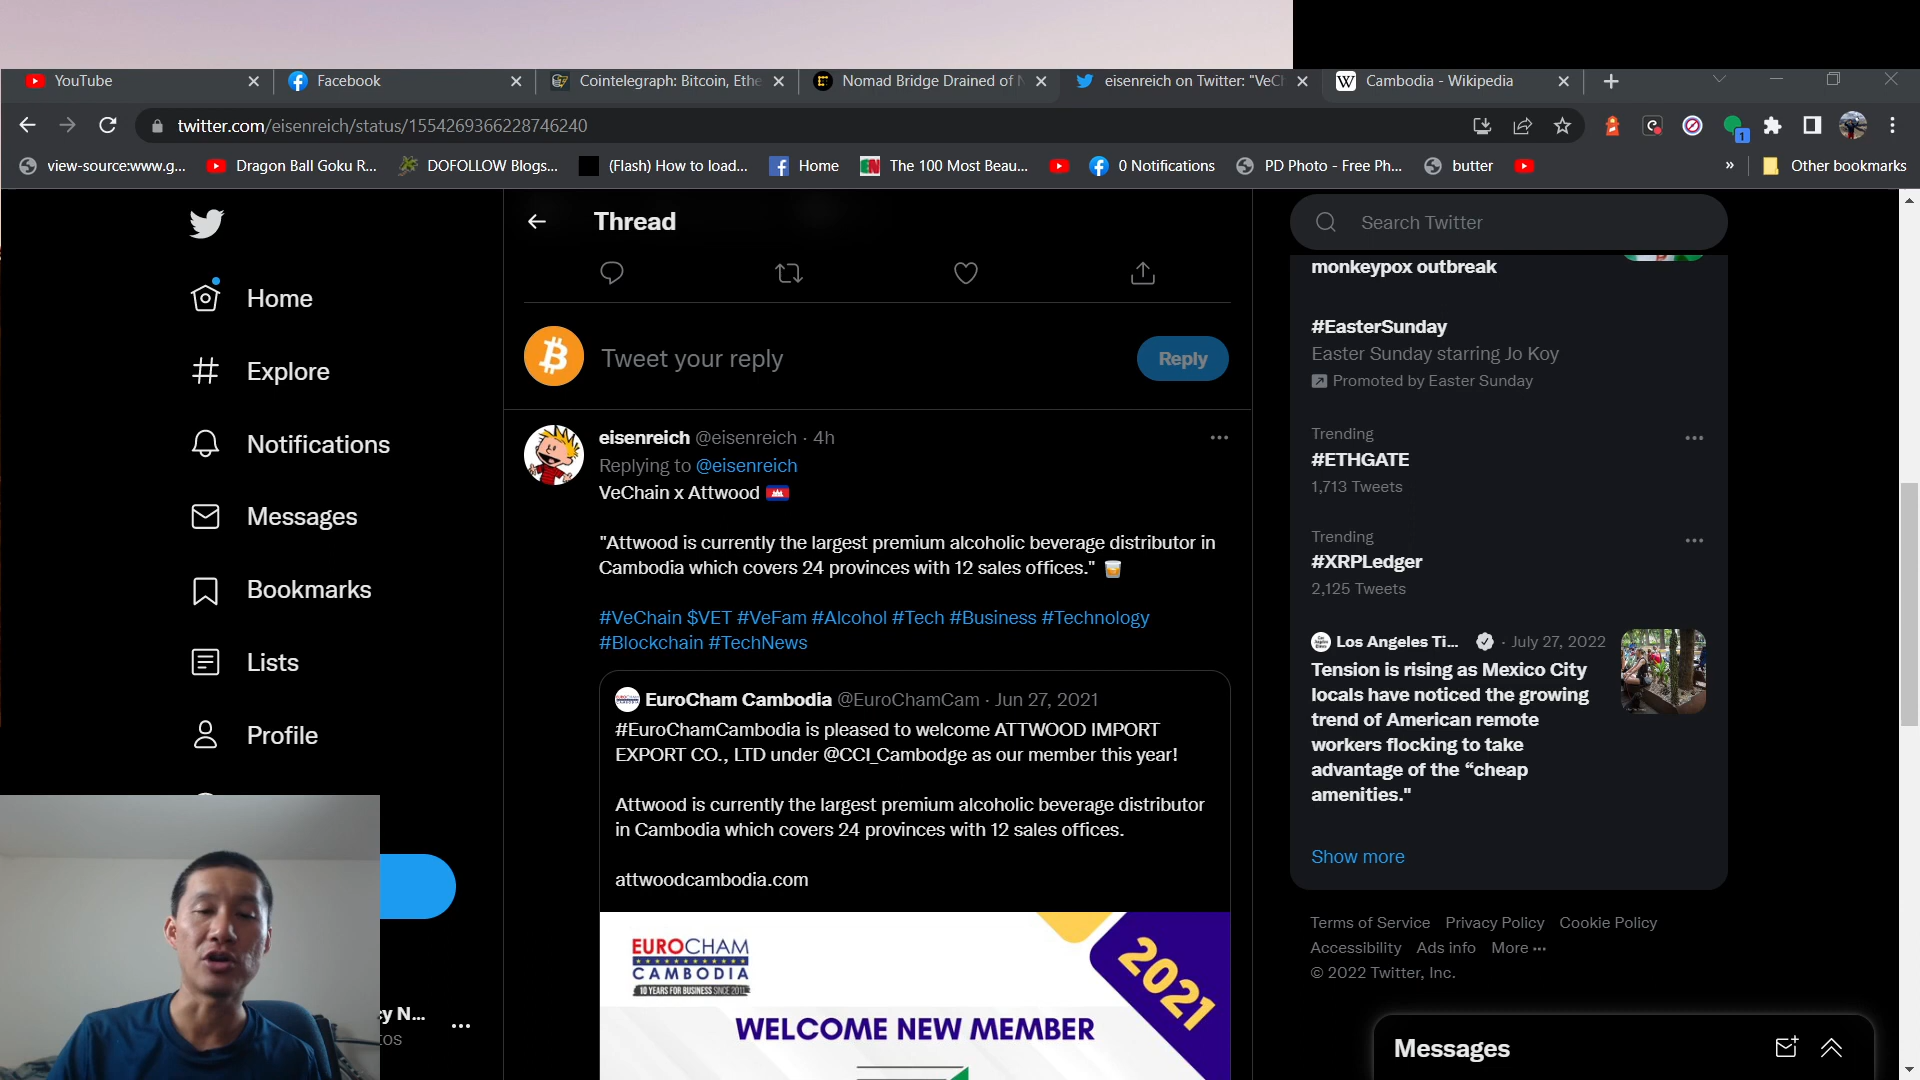 YouTube
Facebook
Cointelegraph: Bitcoin, Ethe
Nomad Bridge Drained of N
eisenreich on Twitter: "VeCh
Cambodia - Wikipedia
twitter.com/eisenreich/status/1554269366228746240
1
view-source:www.g...
Dragon Ball Goku R...
DOFOLLOW Blogs...
(Flash) How to load...
Home
The 100 Most Beau...
0 Notifications
PD Photo - Free Ph...
butter
»
Other bookmarks
Home
Explore
Notifications
Messages
Bookmarks
Lists
Profile
cy N...
tos
Thread
Tweet your reply
Reply
eisenreich @eisenreich · 4h
Replying to @eisenreich
VeChain x Attwood 🇰🇭
"Attwood is currently the largest premium alcoholic beverage distributor in
Cambodia which covers 24 provinces with 12 sales offices." 🥃
#VeChain $VET #VeFam #Alcohol #Tech #Business #Technology
#Blockchain #TechNews
EuroCham Cambodia @EuroChamCam · Jun 27, 2021
#EuroChamCambodia is pleased to welcome ATTWOOD IMPORT
EXPORT CO., LTD under @CCI_Cambodge as our member this year!
Attwood is currently the largest premium alcoholic beverage distributor
in Cambodia which covers 24 provinces with 12 sales offices.
attwoodcambodia.com
EUROCHAM
CAMBODIA
10 YEARS FOR BUSINESS SINCE 2011
2021
WELCOME NEW MEMBER
Search Twitter
monkeypox outbreak
#EasterSunday
Easter Sunday starring Jo Koy
Promoted by Easter Sunday
Trending
#ETHGATE
1,713 Tweets
Trending
#XRPLedger
2,125 Tweets
Los Angeles Ti... · July 27, 2022
Tension is rising as Mexico City
locals have noticed the growing
trend of American remote
workers flocking to take
advantage of the “cheap
amenities."
Show more
Terms of Service Privacy Policy Cookie Policy
Accessibility Ads info More ···
© 2022 Twitter, Inc.
Messages